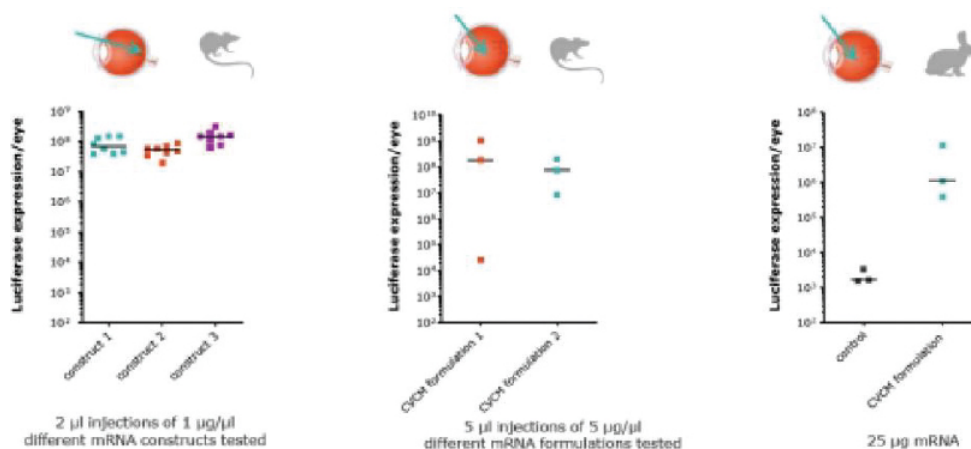 Luciferase expression/eye
10⁹
10⁸
10⁷
10⁶
10⁵
10⁴
10³
10²
construct 1
construct 2
construct 3
2 µl injections of 1 µg/µl
different mRNA constructs tested
Luciferase expression/eye
10¹⁰
10⁹
10⁸
10⁷
10⁶
10⁵
10⁴
10³
10²
CVCM formulation 1
CVCM formulation 2
5 µl injections of 5 µg/µl
different mRNA formulations tested
Luciferase expression/eye
10⁸
10⁷
10⁶
10⁵
10⁴
10³
10²
control
CVCM formulation
25 µg mRNA